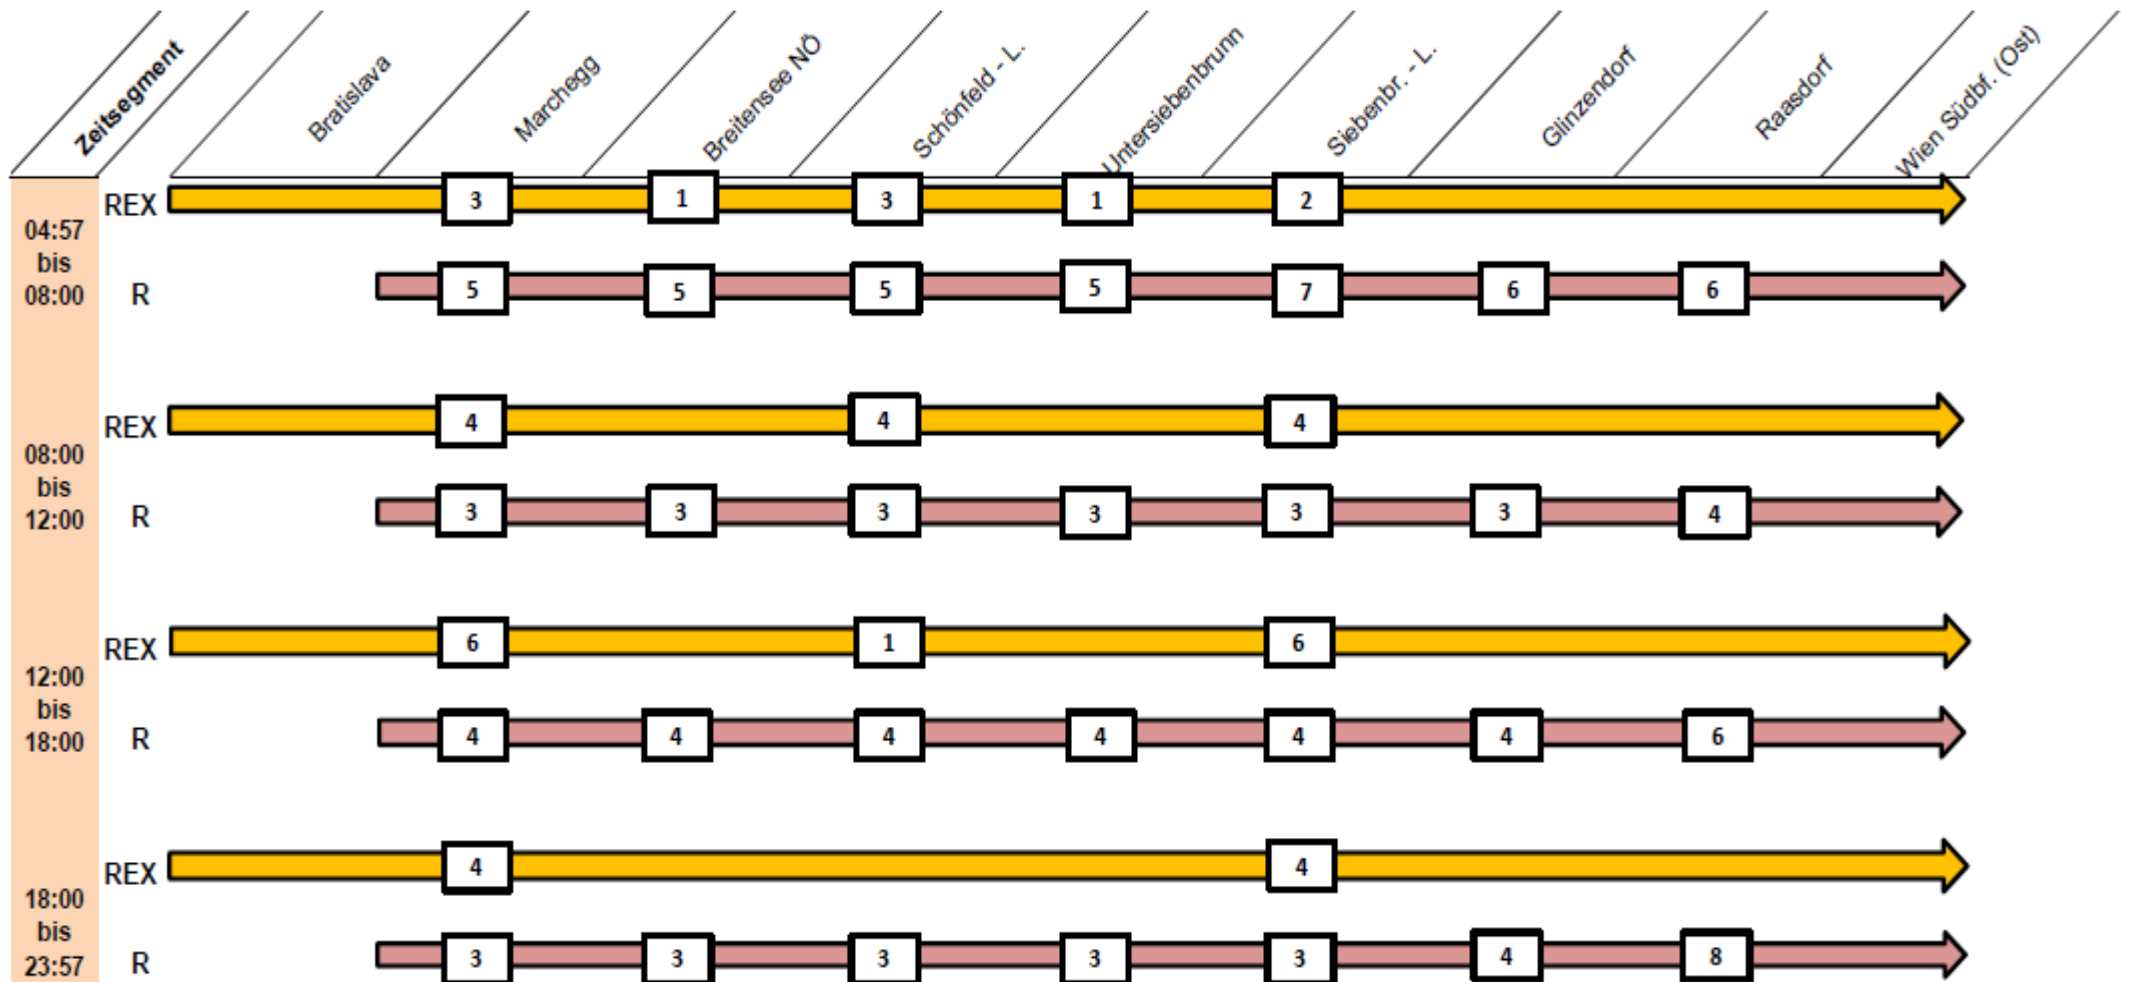 Zeitsegment
Bratislava
Marchegg
Breitensee NÖ
Schönfeld - L.
Untersiebenbrunn
Siebenbr. - L.
Glinzendorf
Raasdorf
Wien Südbf. (Ost)
04:57
bis
08:00
REX 3 1 3 1 2
R 5 5 5 5 7 6 6
08:00
bis
12:00
REX 4 4 4
R 3 3 3 3 3 3 4
12:00
bis
18:00
REX 6 1 6
R 4 4 4 4 4 4 6
18:00
bis
23:57
REX 4 4
R 3 3 3 3 3 4 8